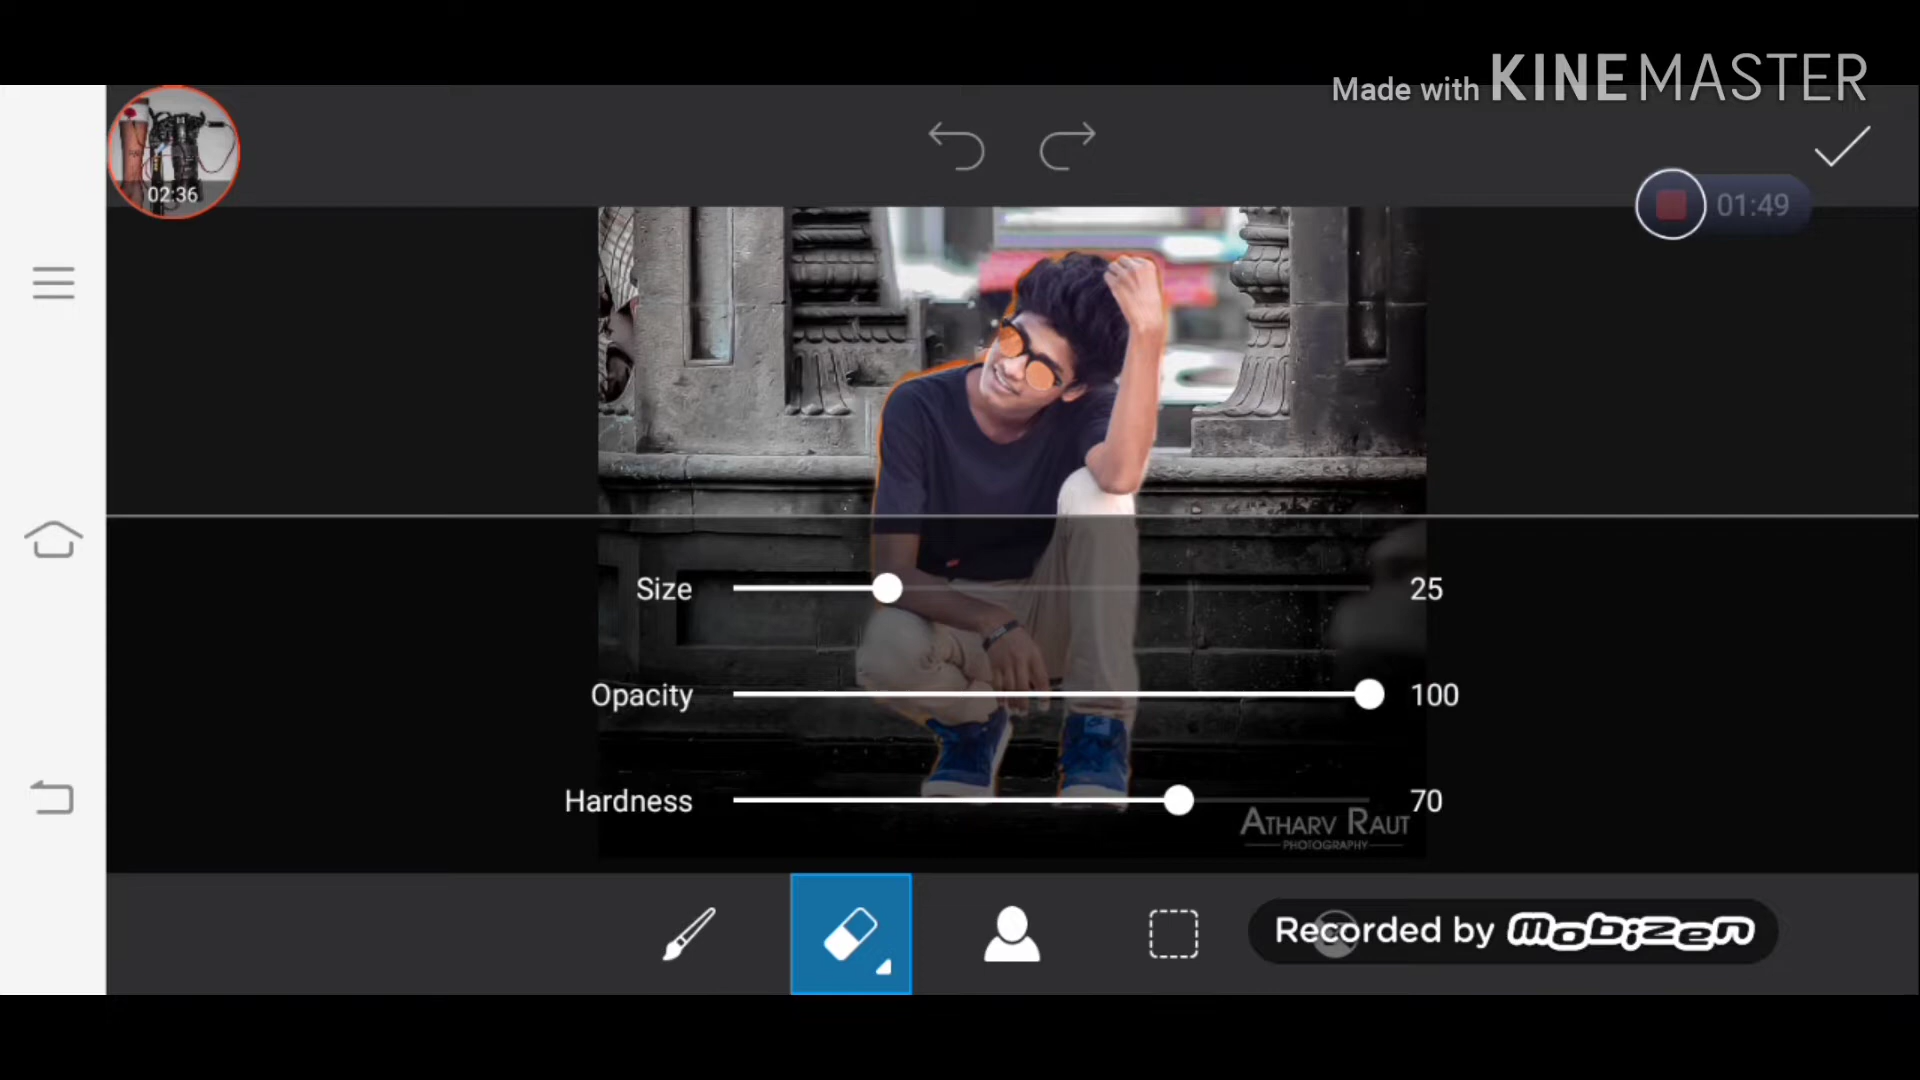 Made with KINEMASTER
02:36
01:49
Size 25
Opacity 100
Hardness 70
ATHARV RAUT
PHOTOGRAPHY
Recorded by mobizen